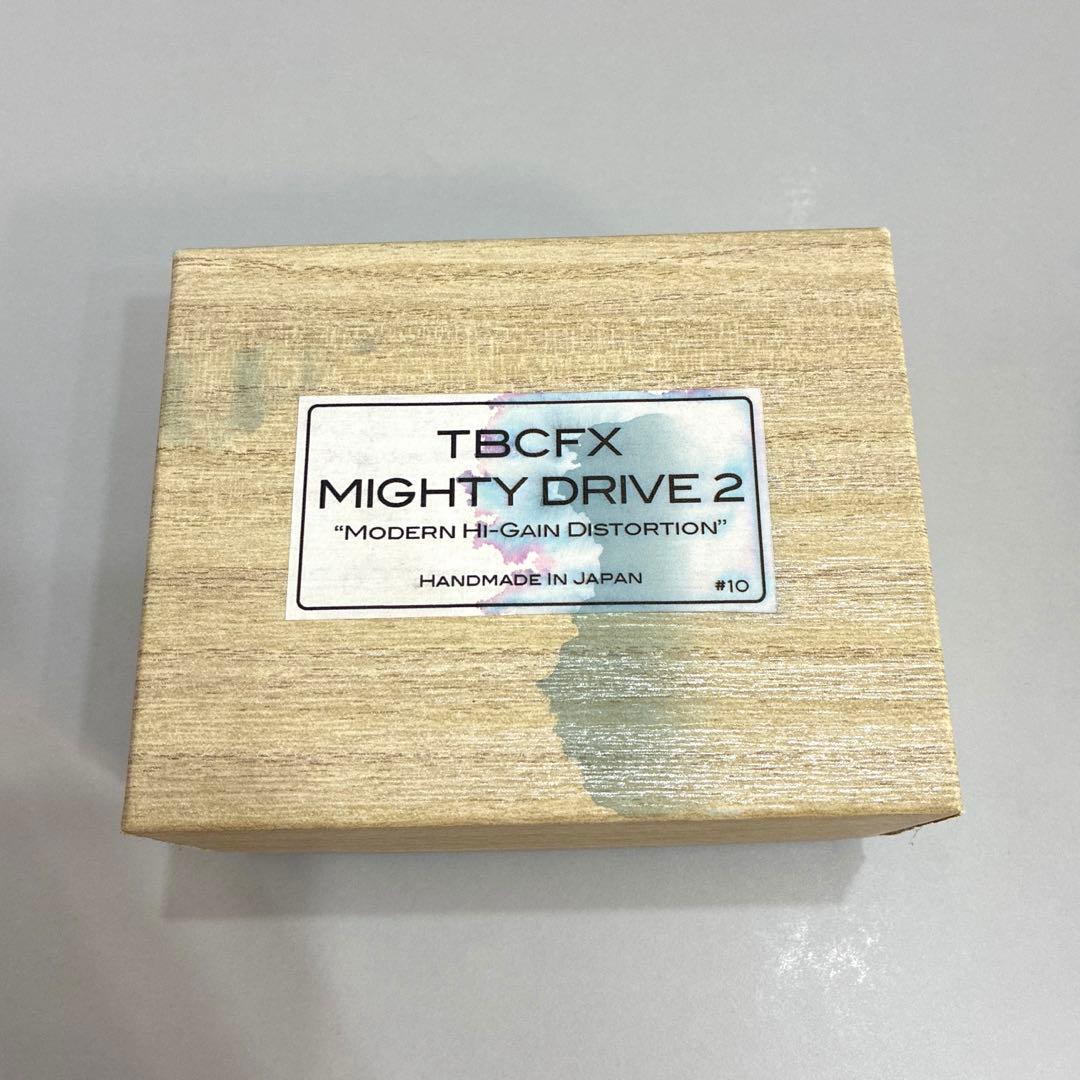 TBCFX
MIGHTY DRIVE 2
“MODERN HI-GAIN DISTORTION”
HANDMADE IN JAPAN #10